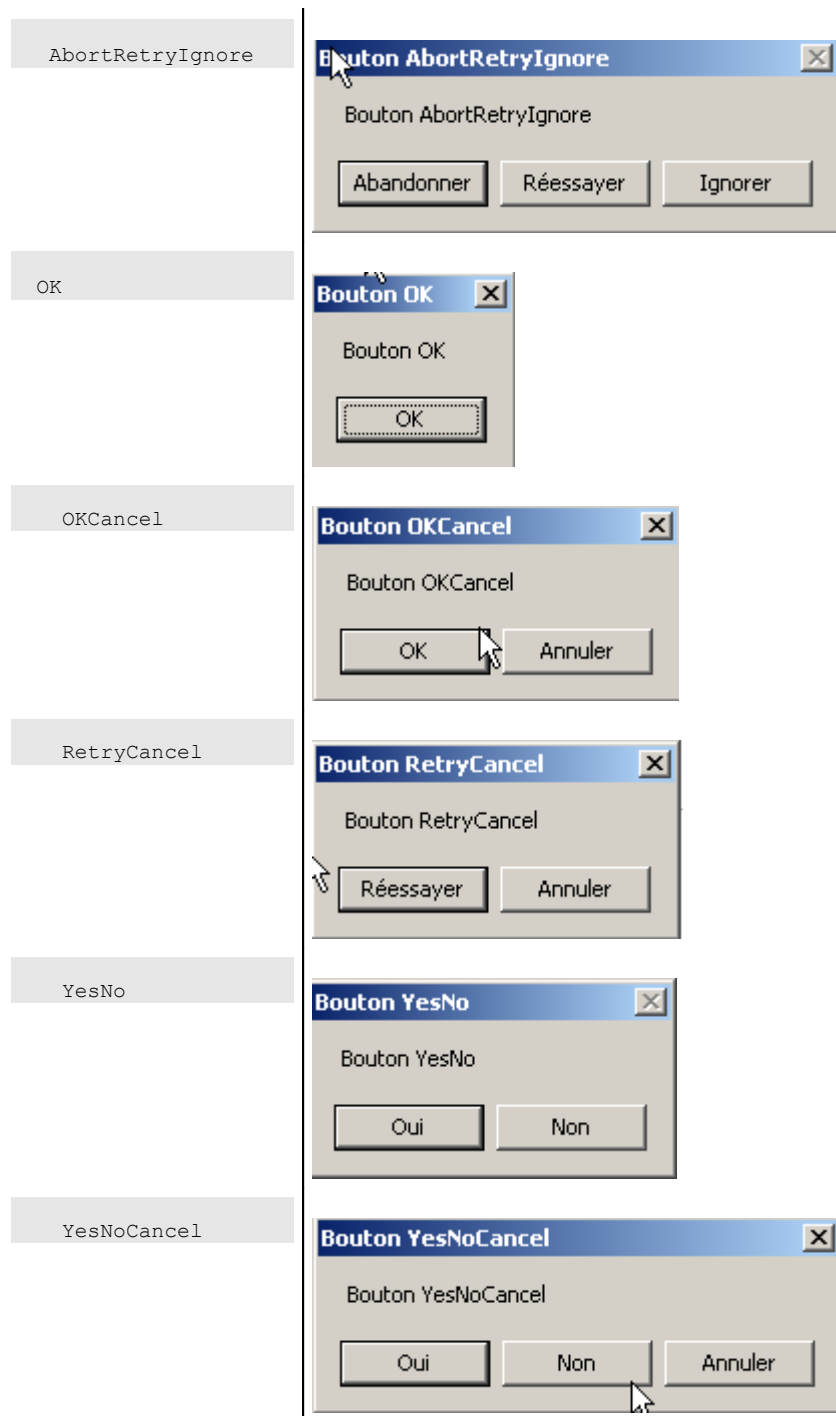 AbortRetryIgnore
Bouton AbortRetryIgnore
Bouton AbortRetryIgnore
Abandonner Réessayer Ignorer
OK
Bouton OK
Bouton OK
OK
OKCancel
Bouton OKCancel
Bouton OKCancel
OK Annuler
RetryCancel
Bouton RetryCancel
Bouton RetryCancel
Réessayer Annuler
YesNo
Bouton YesNo
Bouton YesNo
Oui Non
YesNoCancel
Bouton YesNoCancel
Bouton YesNoCancel
Oui Non Annuler